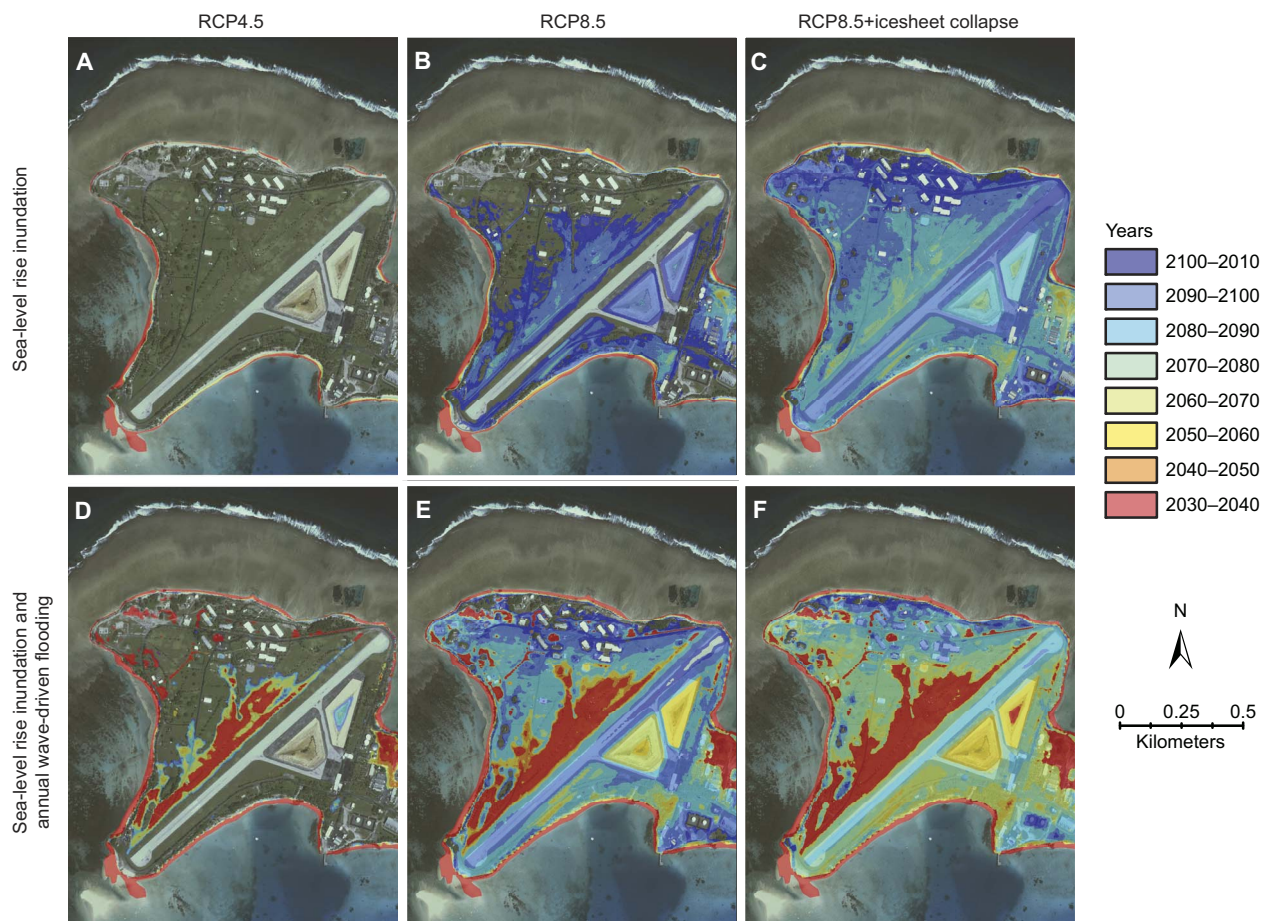 RCP4.5
RCP8.5
RCP8.5+icesheet collapse
A
B
C
Sea-level rise inundation
D
E
F
Sea-level rise inundation and
annual wave-driven flooding
Years
2100–2010
2090–2100
2080–2090
2070–2080
2060–2070
2050–2060
2040–2050
2030–2040
N
0 0.25 0.5
Kilometers